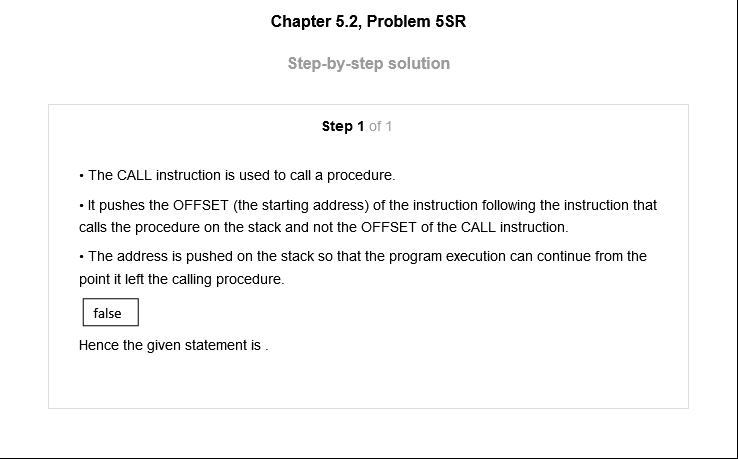 Chapter 5.2, Problem 5SR
Step-by-step solution
Step 1 of 1
• The CALL instruction is used to call a procedure.
• It pushes the OFFSET (the starting address) of the instruction following the instruction that
calls the procedure on the stack and not the OFFSET of the CALL instruction.
• The address is pushed on the stack so that the program execution can continue from the
point it left the calling procedure.
false
Hence the given statement is .